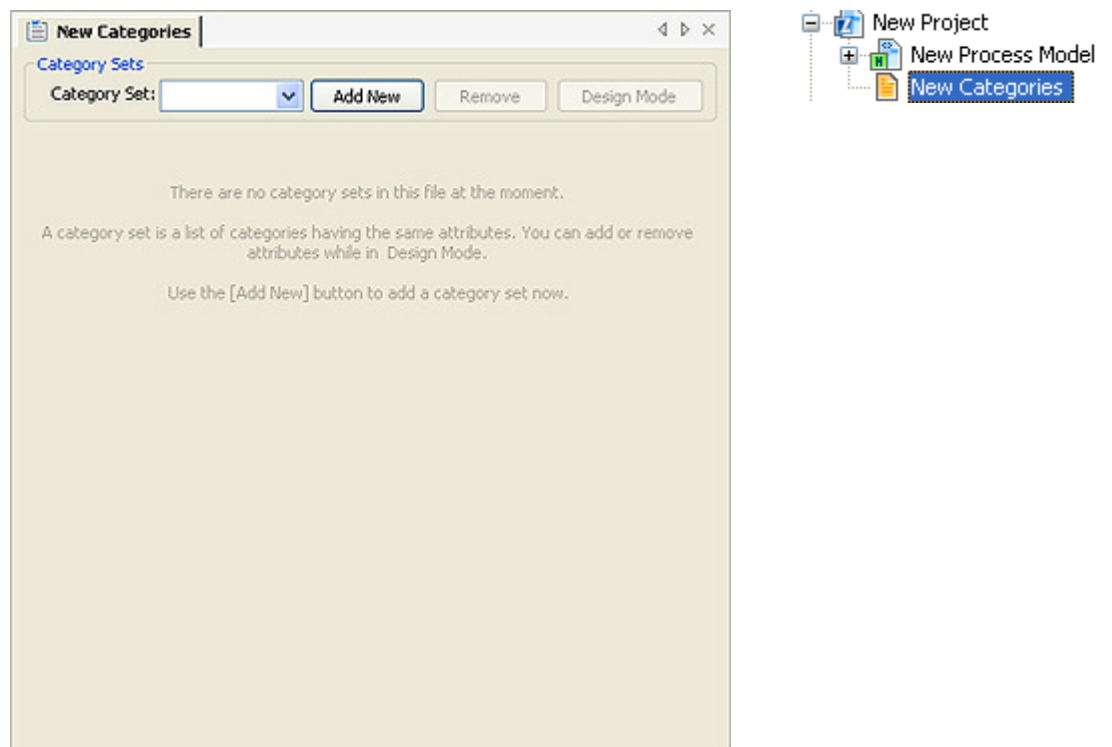 New Categories
Category Sets
Category Set:
Add New
Remove
Design Mode
There are no category sets in this file at the moment.
A category set is a list of categories having the same attributes. You can add or remove
attributes while in Design Mode.
Use the [Add New] button to add a category set now.
New Project
New Process Model
New Categories